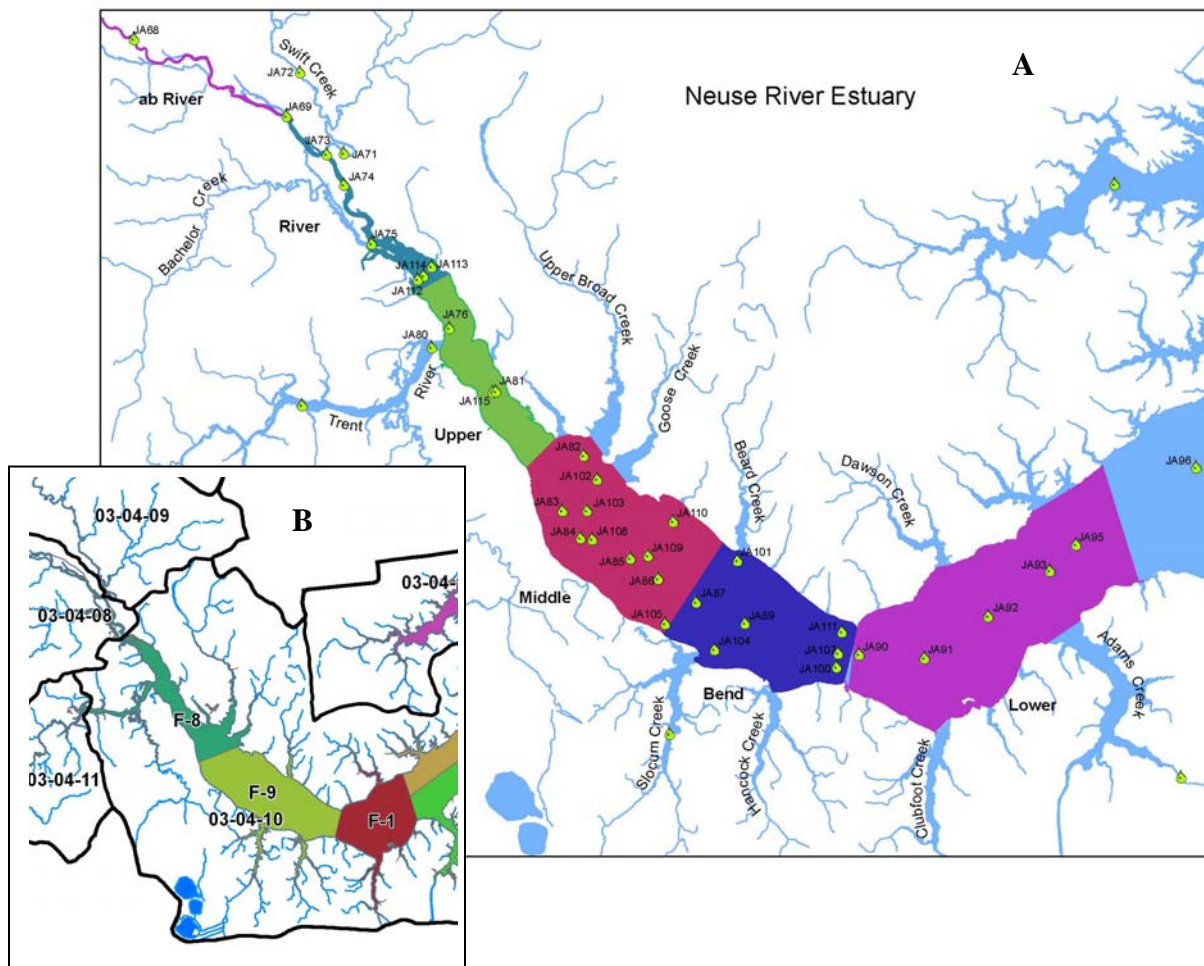 A
Neuse River Estuary
JA68
ab River
Swift Creek
JA72
JA69
JA73
JA71
JA74
Bachelor Creek
River
JA75
JA114
JA113
JA112
Upper Broad Creek
JA76
JA80
River
Trent
JA81
JA115
Upper
Goose Creek
JA82
JA102
JA83
JA103
JA110
JA84
JA108
JA85
JA109
JA86
Middle
JA105
Beard Creek
JA101
JA87
JA89
JA104
JA111
JA107
JA100
Bend
Slocum Creek
Hancock Creek
Dawson Creek
JA90
JA91
JA92
JA93
JA95
JA96
Lower
Adams Creek
Clubfoot Creek
B
03-04-09
03-04-08
03-04-
F-8
03-04-11
F-9
03-04-10
F-1